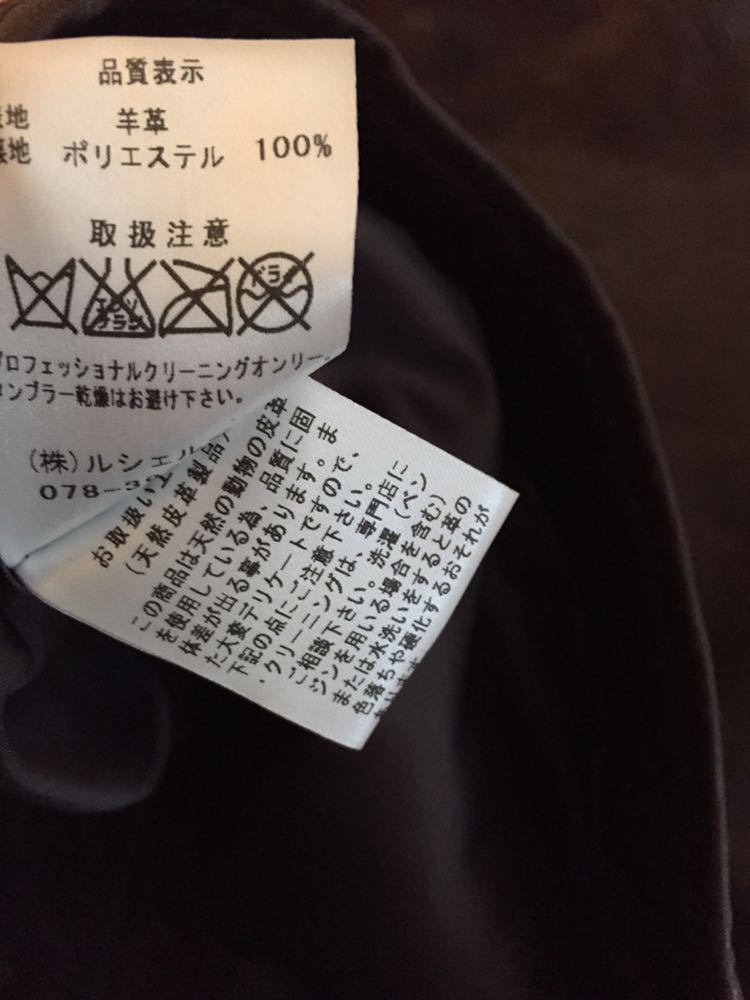 品質表示
表地 羊革
裏地 ポリエステル 100%
取扱注意
エンソ
ドライ
プロフェッショナルクリーニングオンリー。
タンブラー乾燥はお避け下さい。
(株)ルシェル
078-3
お取扱い上
(天然皮革製品
この商品は天然の動物の皮革
を使用している為、品質に固
体差が出る事があります。ま
た大変デリケートですので、
下記の点にご注意下さい。
・クリーニングは、専門店に
ご相談下さい。洗濯(ベン
ジンを用いる場合を含む)
または水洗いをすると革の
色落ちや硬化するおそれが